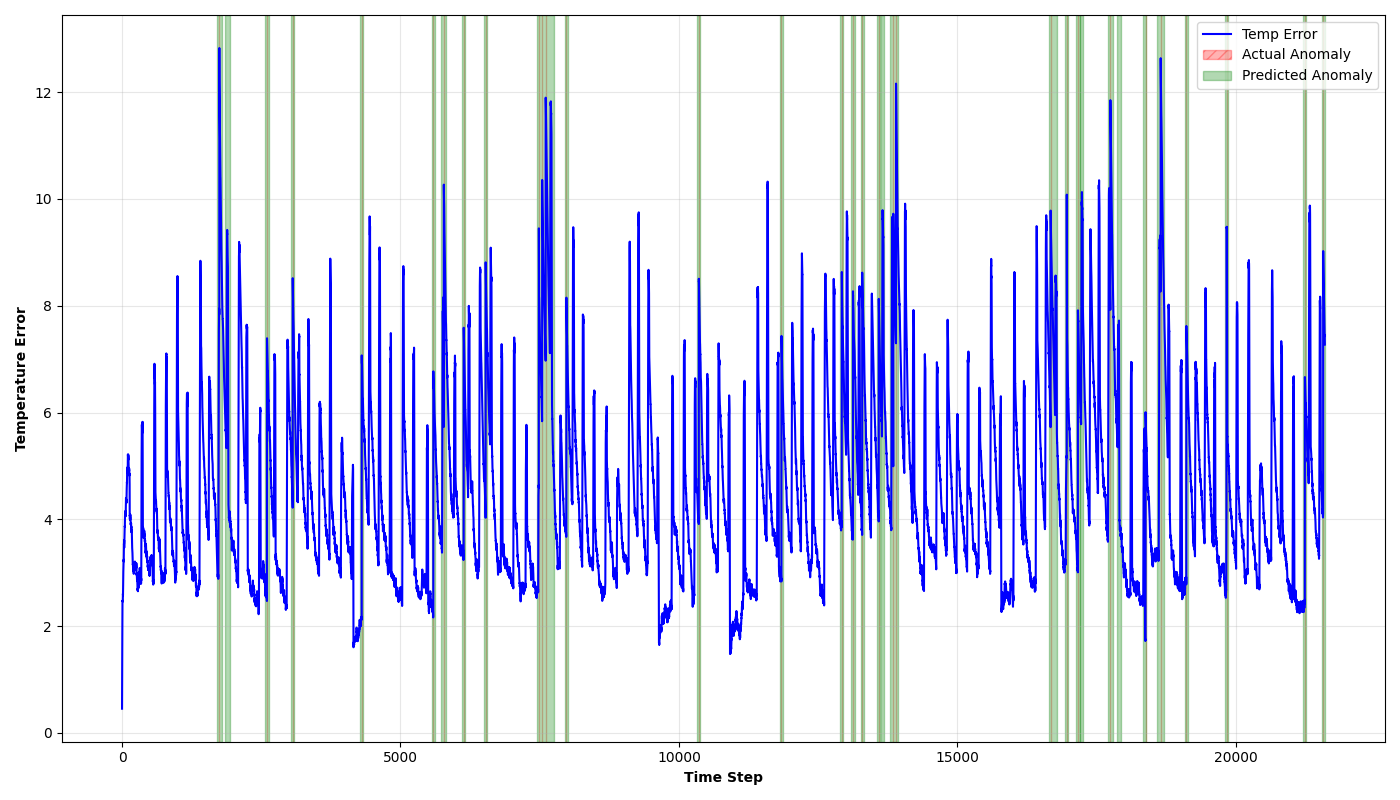 Temp Error
Actual Anomaly
Predicted Anomaly
12
10
8
6
4
2
0
Temperature Error
0 5000 10000 15000 20000
Time Step